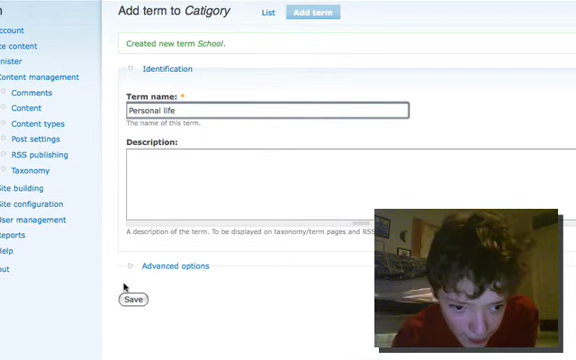 Add term to Catigory List Add term
ccount
te content
Created new term School.
inister
Identification
Content management
Comments
Term name: *
Content
Personal life
Content types
The name of this term.
Post settings
Description:
RSS publishing
Taxonomy
ite building
ite configuration
ser management
eports
A description of the term. To be displayed on taxonomy/term pages and RSS
elp
Advanced options
out
Save